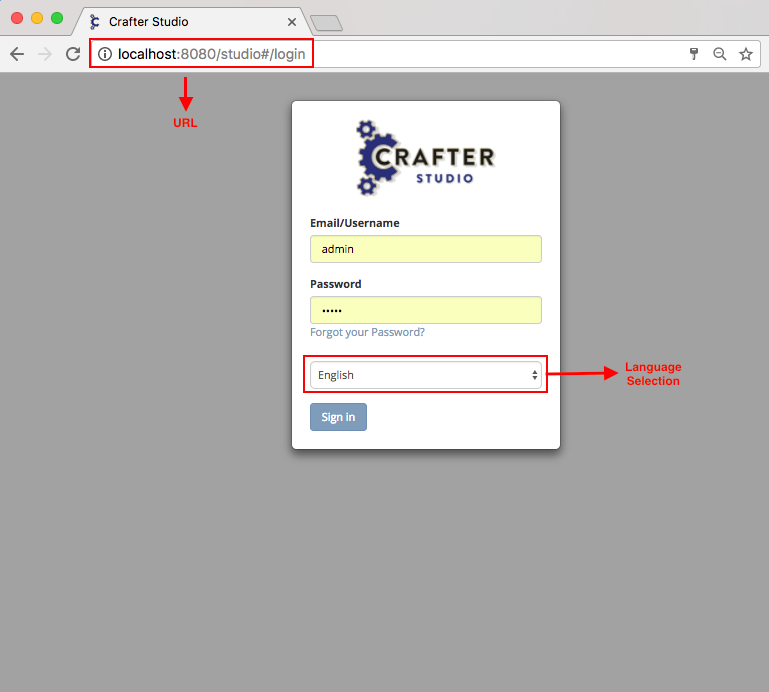 Crafter Studio
localhost:8080/studio#/login
URL
CRAFTER
STUDIO
Email/Username
admin
Password
•••••
Forgot your Password?
English
Language
Selection
Sign in